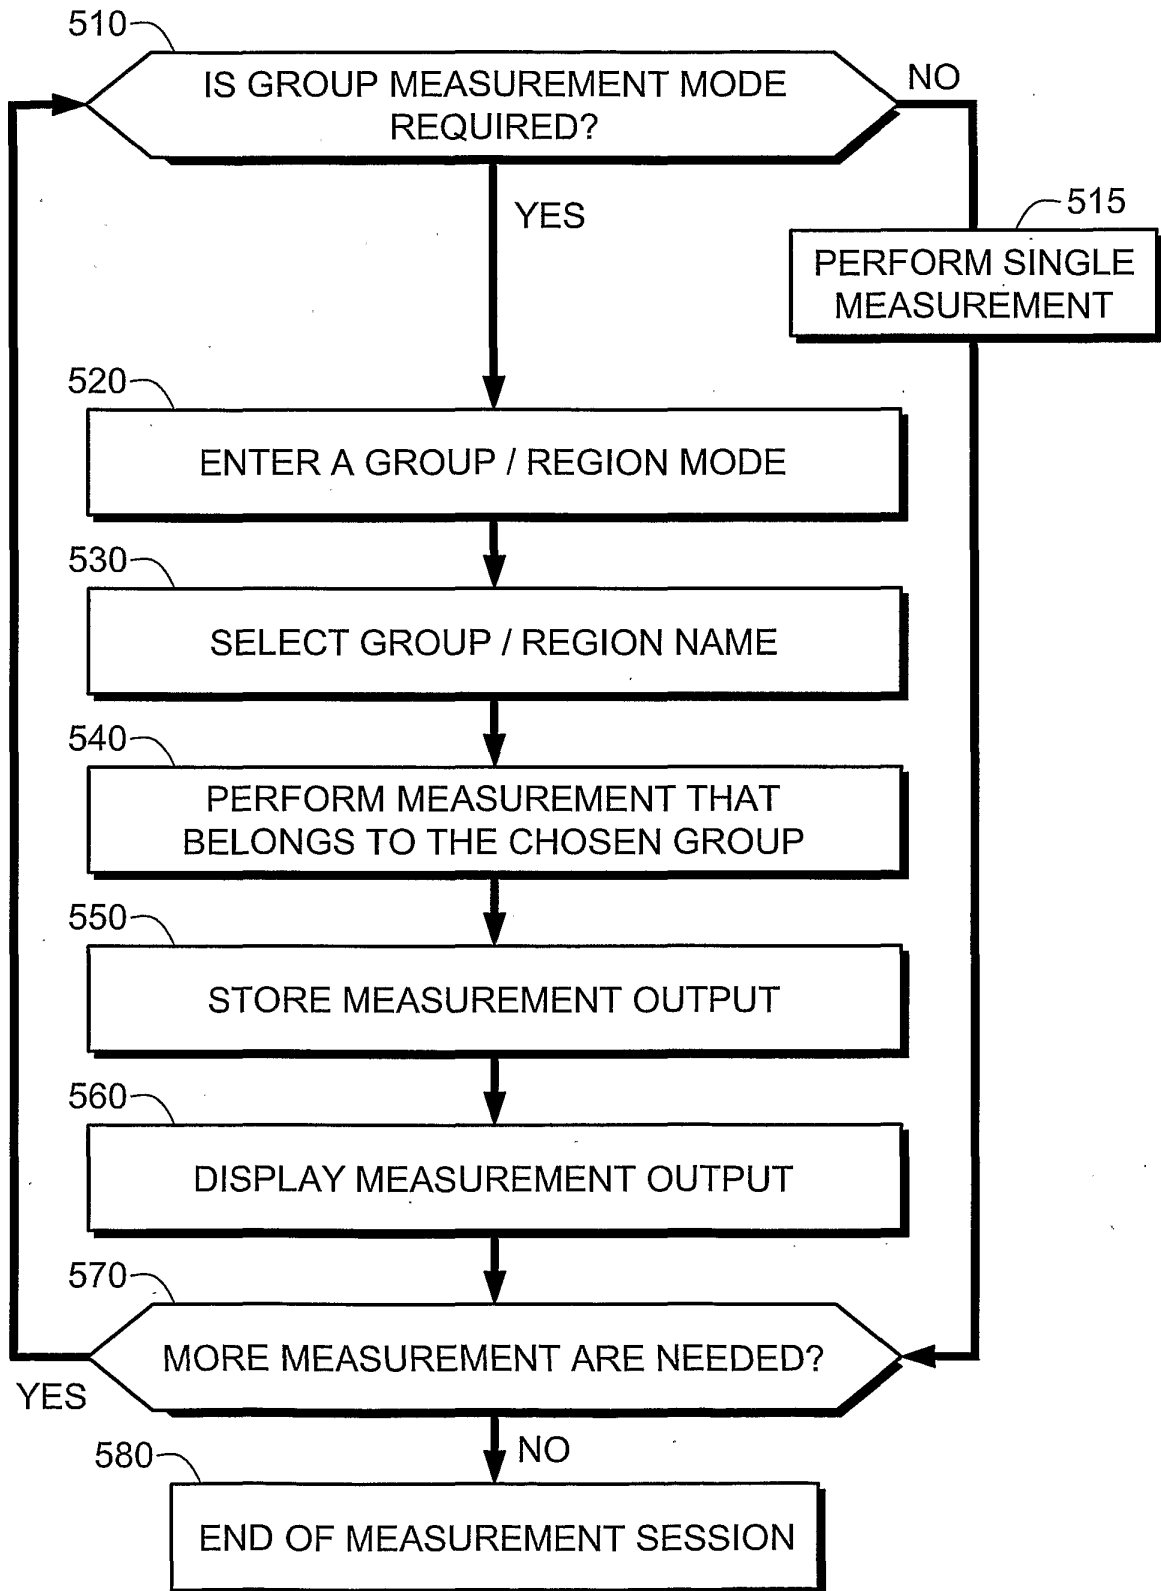 510
IS GROUP MEASUREMENT MODE
REQUIRED?
NO
YES
515
PERFORM SINGLE
MEASUREMENT
520
ENTER A GROUP / REGION MODE
530
SELECT GROUP / REGION NAME
540
PERFORM MEASUREMENT THAT
BELONGS TO THE CHOSEN GROUP
550
STORE MEASUREMENT OUTPUT
560
DISPLAY MEASUREMENT OUTPUT
570
MORE MEASUREMENT ARE NEEDED?
YES
NO
580
END OF MEASUREMENT SESSION